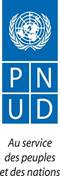 P N
U D
Au service
des peuples
et des nations